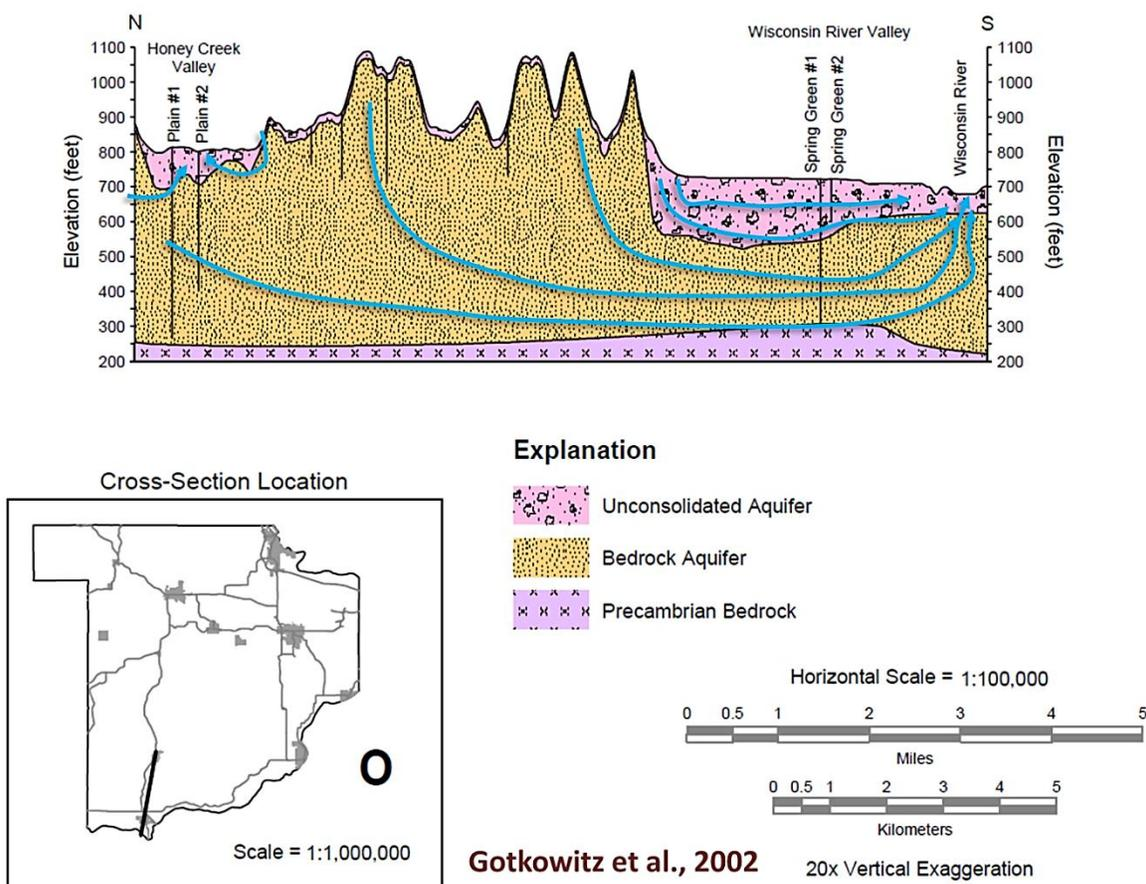 N
S
Honey Creek
Valley
Wisconsin River Valley
Plain #1
Plain #2
Spring Green #1
Spring Green #2
Wisconsin River
Elevation (feet)
1100
1000
900
800
700
600
500
400
300
200
1100
1000
900
800
700
600
500
400
300
200
Elevation (feet)
Cross-Section Location
O
Scale = 1:1,000,000
Explanation
Unconsolidated Aquifer
Bedrock Aquifer
Precambrian Bedrock
Horizontal Scale = 1:100,000
0 0.5 1 2 3 4 5
Miles
0 0.5 1 2 3 4 5
Kilometers
Gotkowitz et al., 2002
20x Vertical Exaggeration